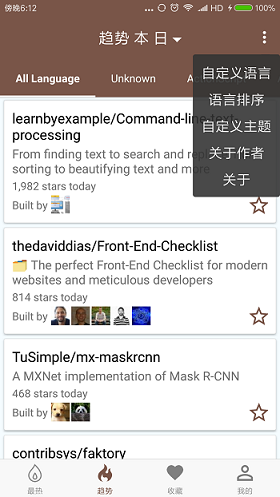 傍晚6:12
100%
趋势 本 日
All Language
Unknown
自定义语言
语言排序
自定义主题
关于作者
关于
learnbyexample/Command-line-text-
processing
From finding text to search and
sorting to beautifying text and more
1,982 stars today
Built by
thedaviddias/Front-End-Checklist
The perfect Front-End Checklist for modern
websites and meticulous developers
814 stars today
Built by
TuSimple/mx-maskrcnn
A MXNet implementation of Mask R-CNN
468 stars today
Built by
contribsys/faktory
最热
趋势
收藏
我的